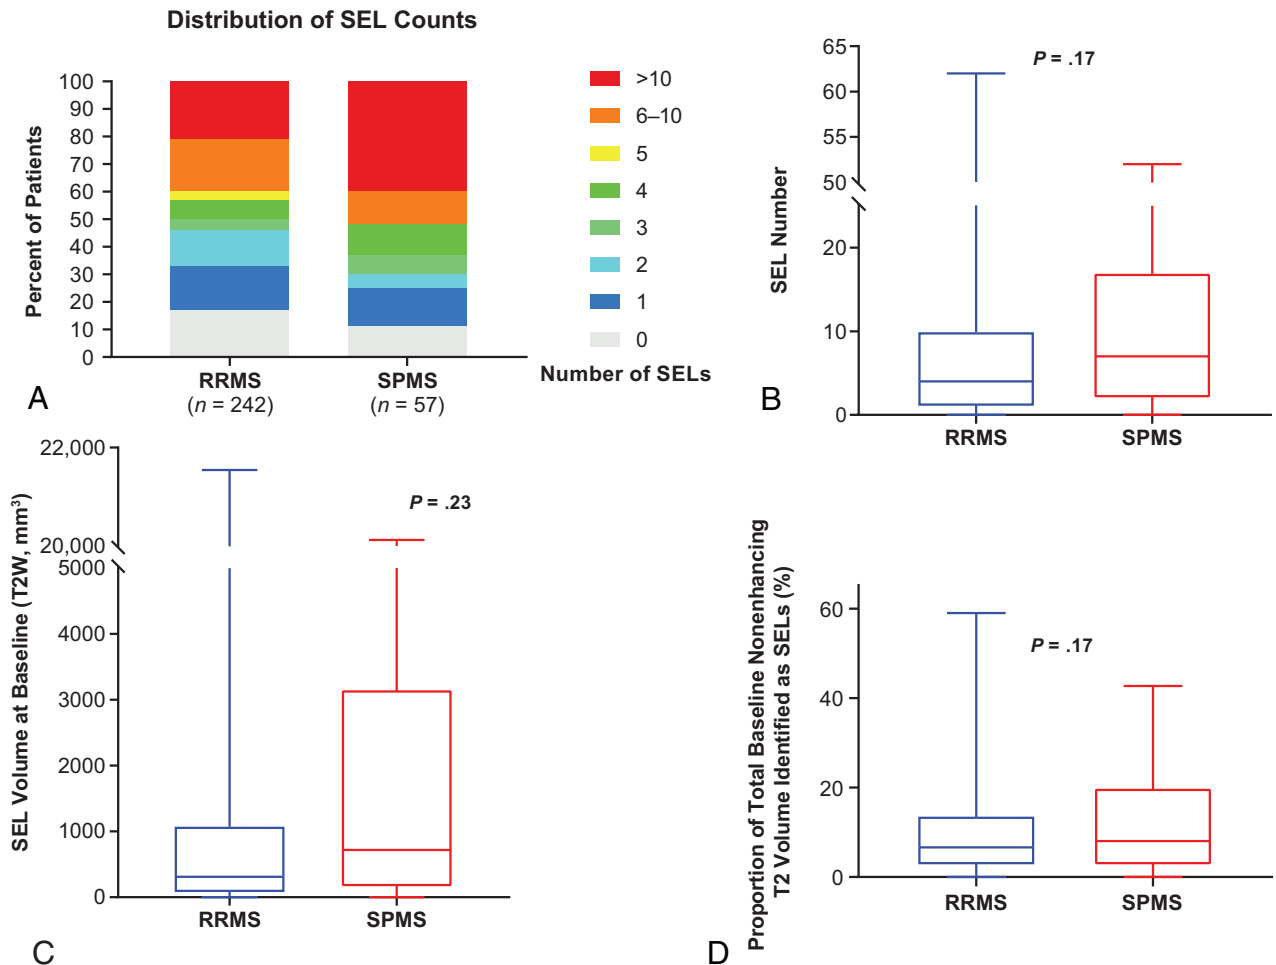 Distribution of SEL Counts
Percent of Patients
100
90
80
70
60
50
40
30
20
10
0
RRMS
(n = 242)
SPMS
(n = 57)
>10
6–10
5
4
3
2
1
0
Number of SELs
A
SEL Number
65
60
55
50
20
10
0
P = .17
RRMS
SPMS
B
SEL Volume at Baseline (T2W, mm³)
22,000
20,000
5000
4000
3000
2000
1000
0
P = .23
RRMS
SPMS
C
Proportion of Total Baseline Nonenhancing
T2 Volume Identified as SELs (%)
60
40
20
0
P = .17
RRMS
SPMS
D